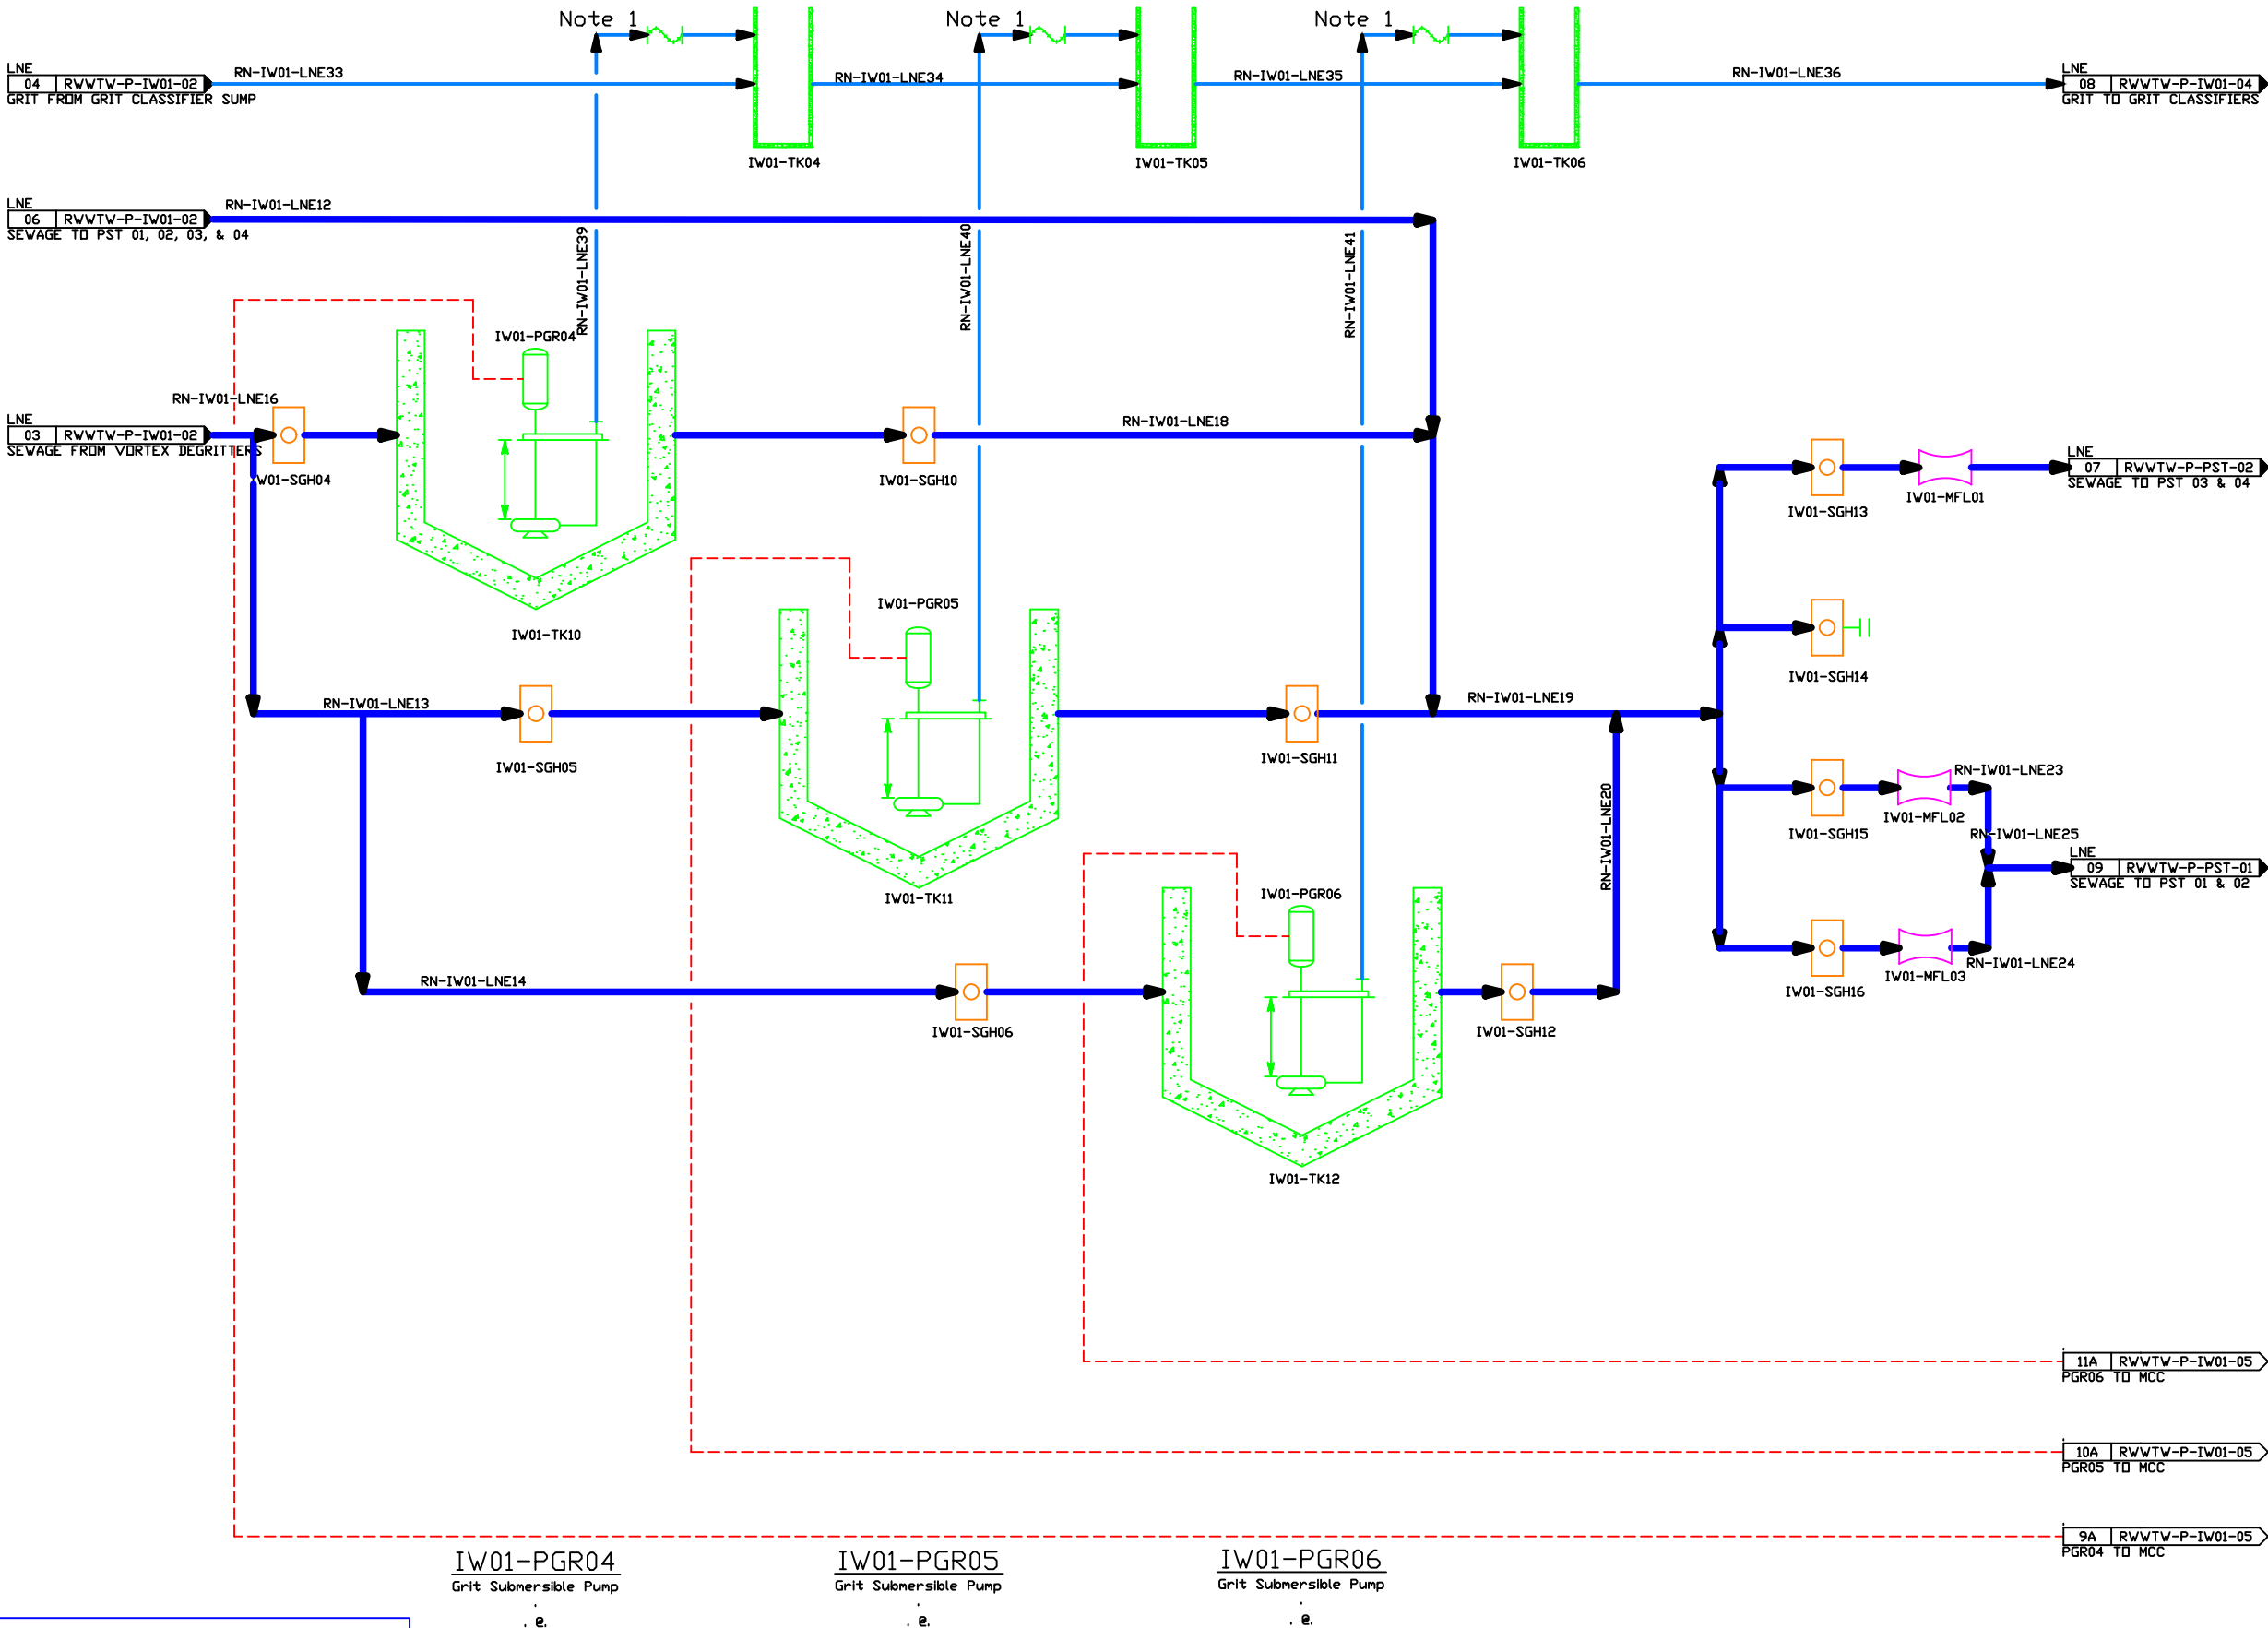 Note 1
Note 1
Note 1
LNE
04 RWWTW-P-IW01-02
GRIT FROM GRIT CLASSIFIER SUMP
RN-IW01-LNE33
RN-IW01-LNE34
RN-IW01-LNE35
RN-IW01-LNE36
LNE
08 RWWTW-P-IW01-04
GRIT TO GRIT CLASSIFIERS
IW01-TK04
IW01-TK05
IW01-TK06
LNE
06 RWWTW-P-IW01-02
SEWAGE TO PST 01, 02, 03, & 04
RN-IW01-LNE12
RN-IW01-LNE39
RN-IW01-LNE40
RN-IW01-LNE41
IW01-PGR04
RN-IW01-LNE16
LNE
03 RWWTW-P-IW01-02
SEWAGE FROM VORTEX DEGRITTERS
W01-SGH04
IW01-SGH10
RN-IW01-LNE18
IW01-SGH13
IW01-MFL01
LNE
07 RWWTW-P-PST-02
SEWAGE TO PST 03 & 04
IW01-TK10
IW01-PGR05
IW01-SGH14
RN-IW01-LNE13
IW01-SGH05
IW01-SGH11
RN-IW01-LNE19
RN-IW01-LNE20
IW01-SGH15
IW01-MFL02
RN-IW01-LNE23
RN-IW01-LNE25
LNE
09 RWWTW-P-PST-01
SEWAGE TO PST 01 & 02
IW01-TK11
IW01-PGR06
RN-IW01-LNE14
IW01-SGH06
IW01-SGH12
IW01-SGH16
IW01-MFL03
RN-IW01-LNE24
IW01-TK12
11A RWWTW-P-IW01-05
PGR06 TO MCC
10A RWWTW-P-IW01-05
PGR05 TO MCC
9A RWWTW-P-IW01-05
PGR04 TO MCC
IW01-PGR04
Grit Submersible Pump
.
. @.
IW01-PGR05
Grit Submersible Pump
.
. @.
IW01-PGR06
Grit Submersible Pump
.
. @.